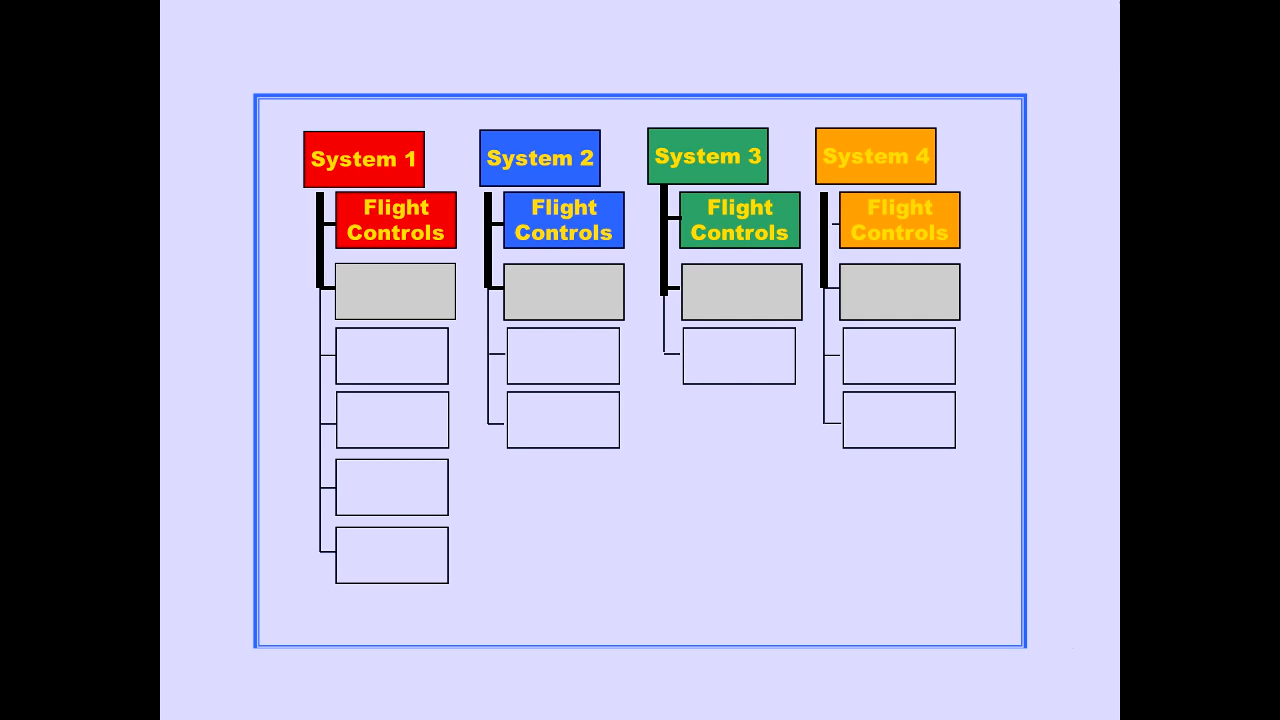 System 1
System 2
System 3
System 4
Flight
Controls
Flight
Controls
Flight
Controls
Flight
Controls